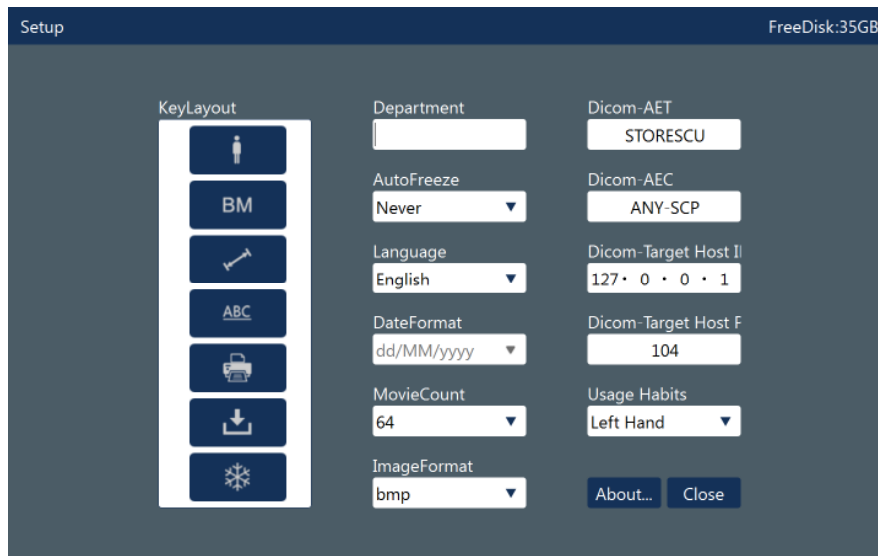 Setup
FreeDisk:35GB
KeyLayout
BM
ABC
Department
AutoFreeze
Never
Language
English
DateFormat
dd/MM/yyyy
MovieCount
64
ImageFormat
bmp
Dicom-AET
STORESCU
Dicom-AEC
ANY-SCP
Dicom-Target Host
127 · 0 · 0 · 1
Dicom-Target Host
104
Usage Habits
Left Hand
About...
Close